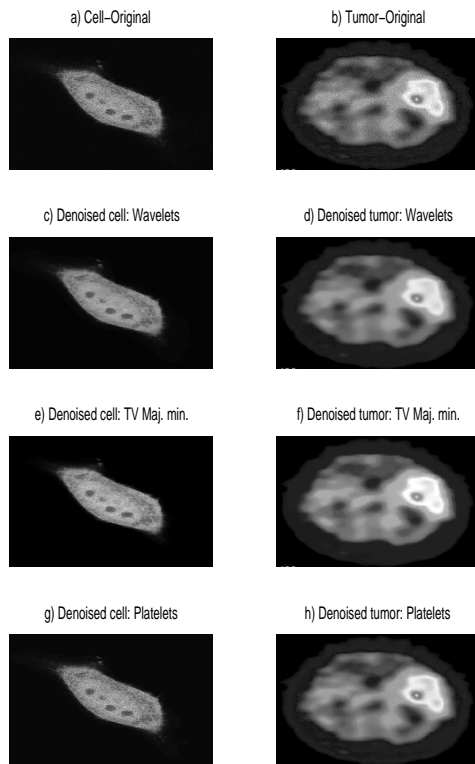 a) Cell−Original
b) Tumor−Original
c) Denoised cell: Wavelets
d) Denoised tumor: Wavelets
e) Denoised cell: TV Maj. min.
f) Denoised tumor: TV Maj. min.
g) Denoised cell: Platelets
h) Denoised tumor: Platelets